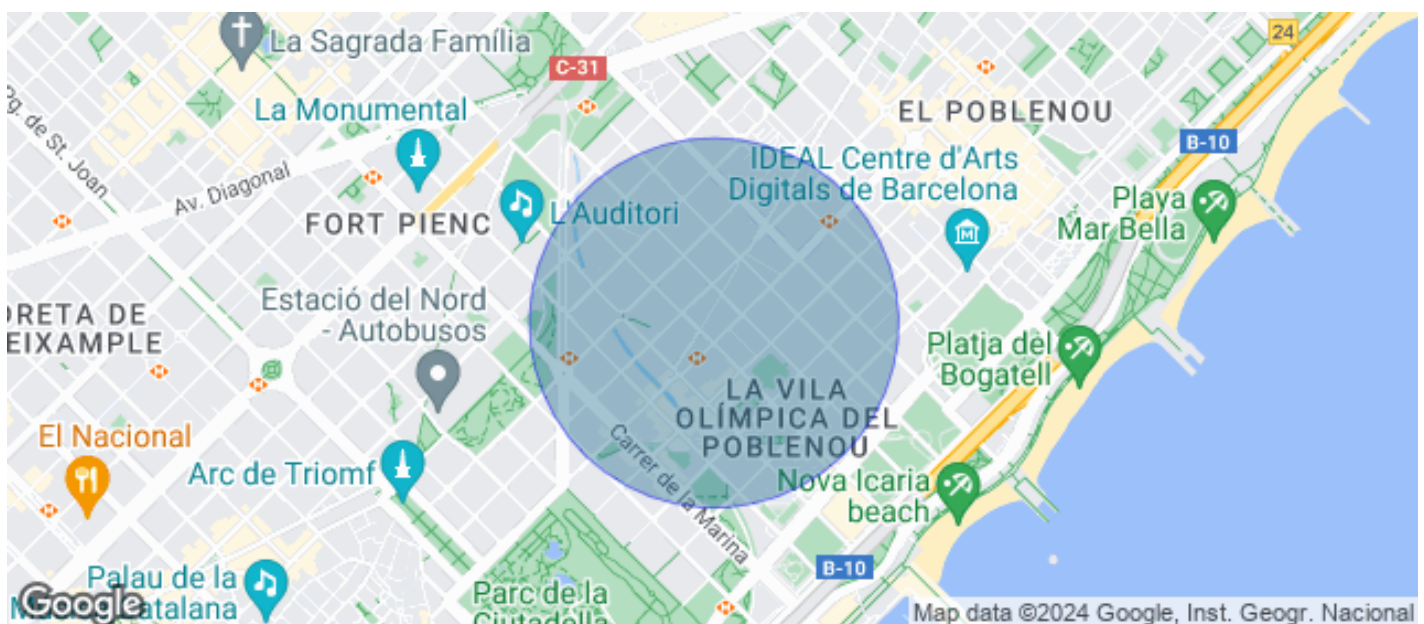 La Sagrada Família
C-31
24
La Monumental
EL POBLENOU
B-10
Pg. de St. Joan
IDEAL Centre d'Arts
Digitals de Barcelona
Av. Diagonal
Playa
Mar Bella
L'Auditori
FORT PIENC
Estació del Nord
- Autobusos
DRETA DE
EIXAMPLE
Platja del
Bogatell
LA VILA
OLÍMPICA DEL
POBLENOU
El Nacional
Arc de Triomf
Carrer de la Marina
Nova Icaria
beach
B-10
Palau de la
Catalana
Parc de la
Ciutadella
Google
Map data ©2024 Google, Inst. Geogr. Nacional